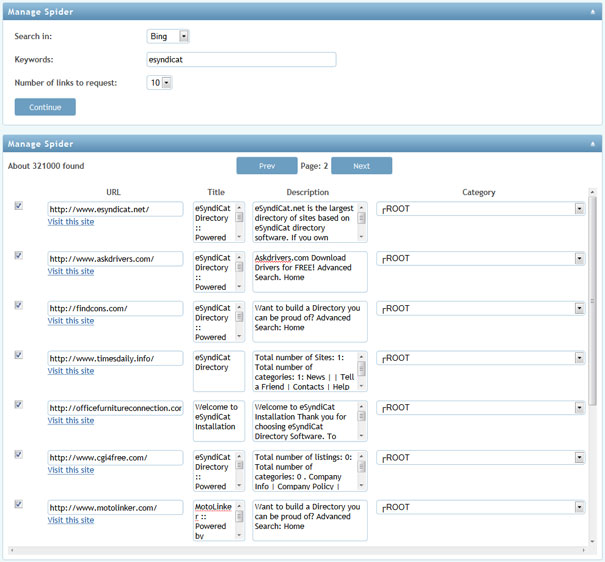 Manage Spider
Search in: Bing
Keywords: esyndicat
Number of links to request: 10
Continue
Manage Spider
About 321000 found Prev Page: 2 Next
URL Title Description Category
http://www.esyndicat.net/
Visit this site
eSyndiCat
Directory
::
Powered
eSyndiCat.net is the largest
directory of sites based on
eSyndiCat directory
software. If you own
┌ROOT
http://www.askdrivers.com/
Visit this site
eSyndiCat
Directory
::
Powered
Askdrivers.com Download
Drivers for FREE! Advanced
Search. Home
┌ROOT
http://findcons.com/
Visit this site
eSyndiCat
Directory
::
Powered
Want to build a Directory you
can be proud of? Advanced
Search: Home
┌ROOT
http://www.timesdaily.info/
Visit this site
eSyndiCat
Directory
Total number of Sites: 1:
Total number of
categories: 1: News | | Tell
a Friend | Contacts | Help
┌ROOT
http://officefurnitureconnection.com
Visit this site
Welcome to
eSyndiCat
Installation
Welcome to eSyndiCat
Installation Thank you for
choosing eSyndiCat
Directory Software. To
┌ROOT
http://www.cgi4free.com/
Visit this site
eSyndiCat
Directory
::
Powered
Total number of listings: 0:
Total number of
categories: 0 . Company
Info | Company Policy |
┌ROOT
http://www.motolinker.com/
Visit this site
MotoLinke
r ::
Powered
by
Want to build a Directory you
can be proud of? Advanced
Search: Home
┌ROOT